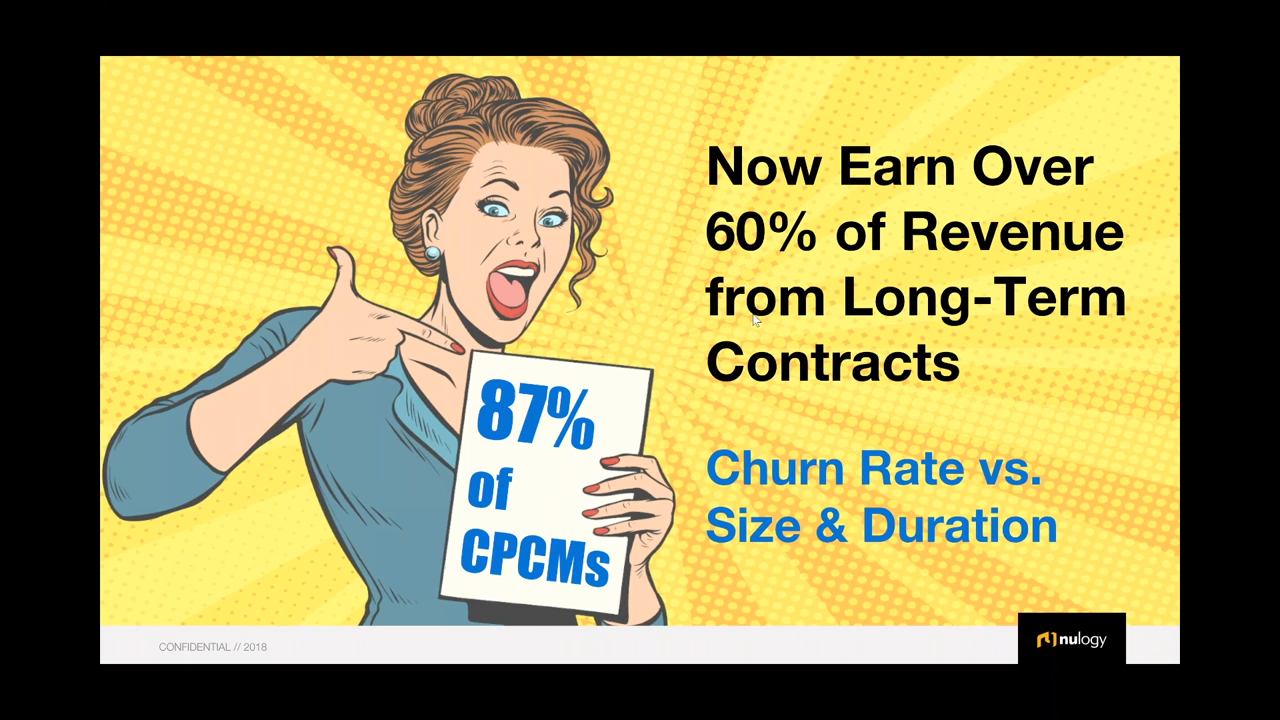 87%
of
CPCMs
Now Earn Over
60% of Revenue
from Long-Term
Contracts
Churn Rate vs.
Size & Duration
CONFIDENTIAL // 2018
nulogy